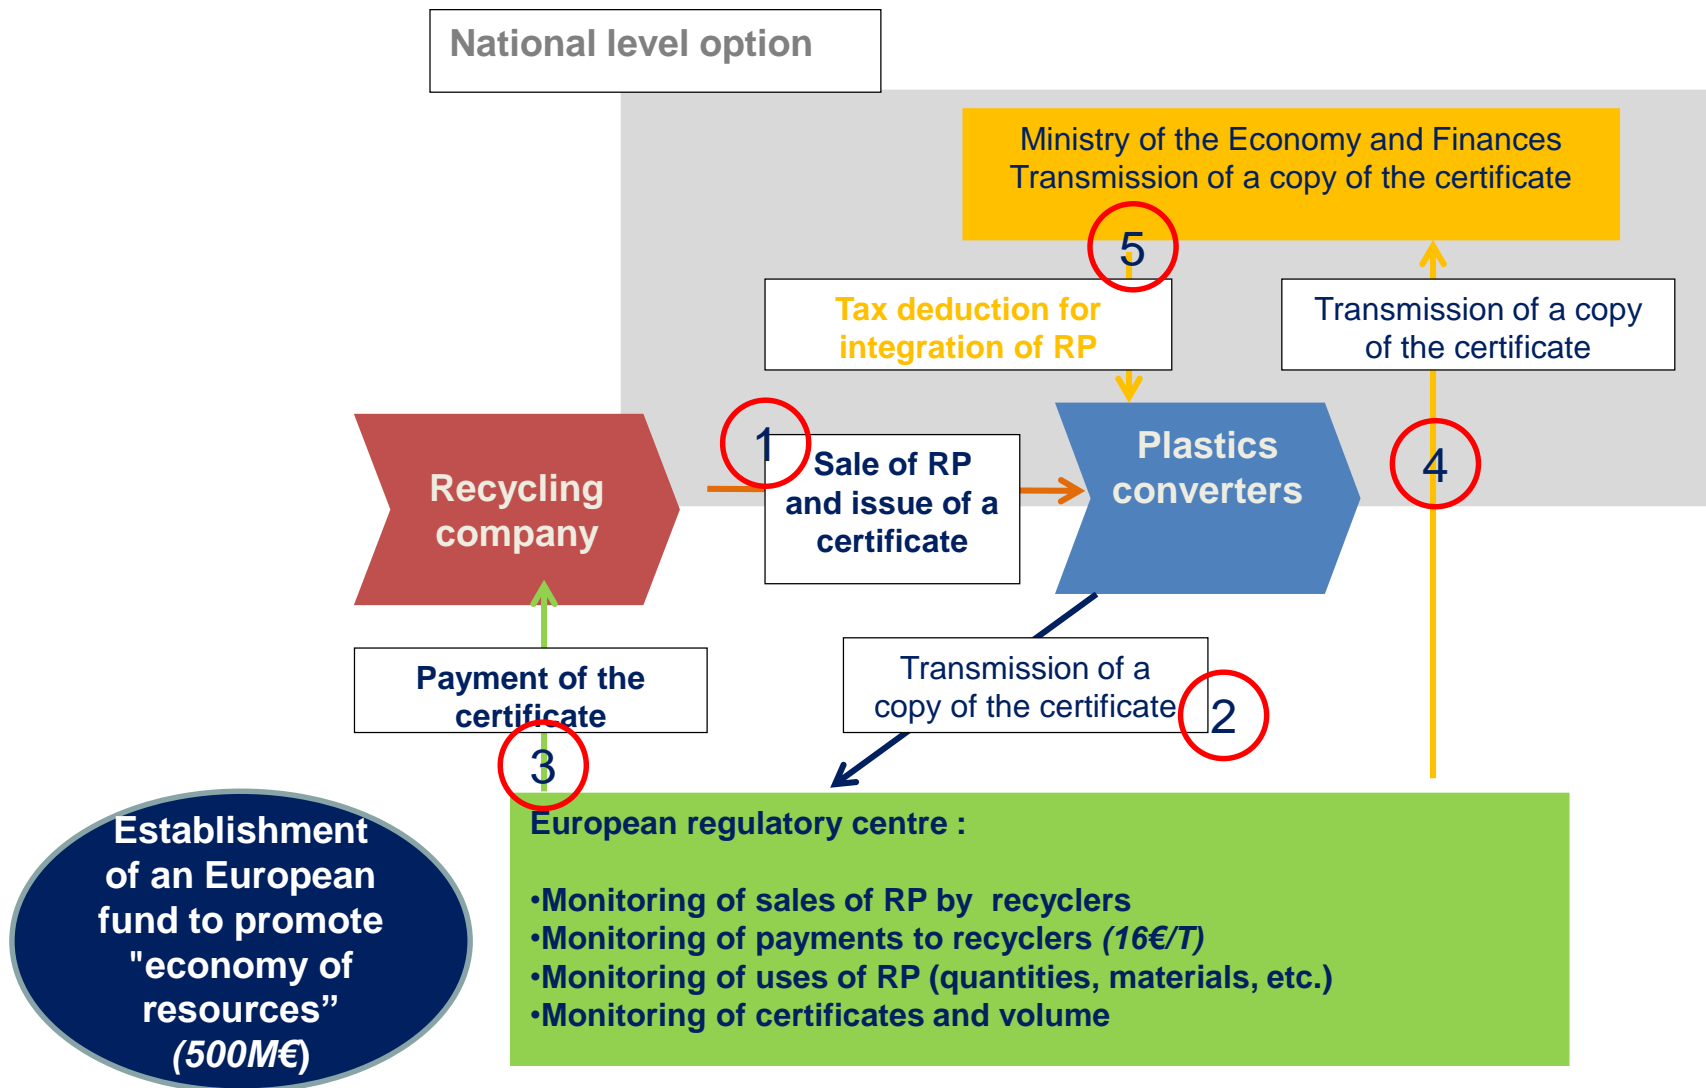 National level option
Ministry of the Economy and Finances
Transmission of a copy of the certificate
5
Tax deduction for
integration of RP
Transmission of a copy
of the certificate
1
Sale of RP
and issue of a
certificate
Recycling
company
Plastics
converters
4
Payment of the
certificate
3
Transmission of a
copy of the certificate
2
Establishment
of an European
fund to promote
"economy of
resources”
(500M€)
European regulatory centre :
•Monitoring of sales of RP by  recyclers
•Monitoring of payments to recyclers (16€/T)
•Monitoring of uses of RP (quantities, materials, etc.)
•Monitoring of certificates and volume